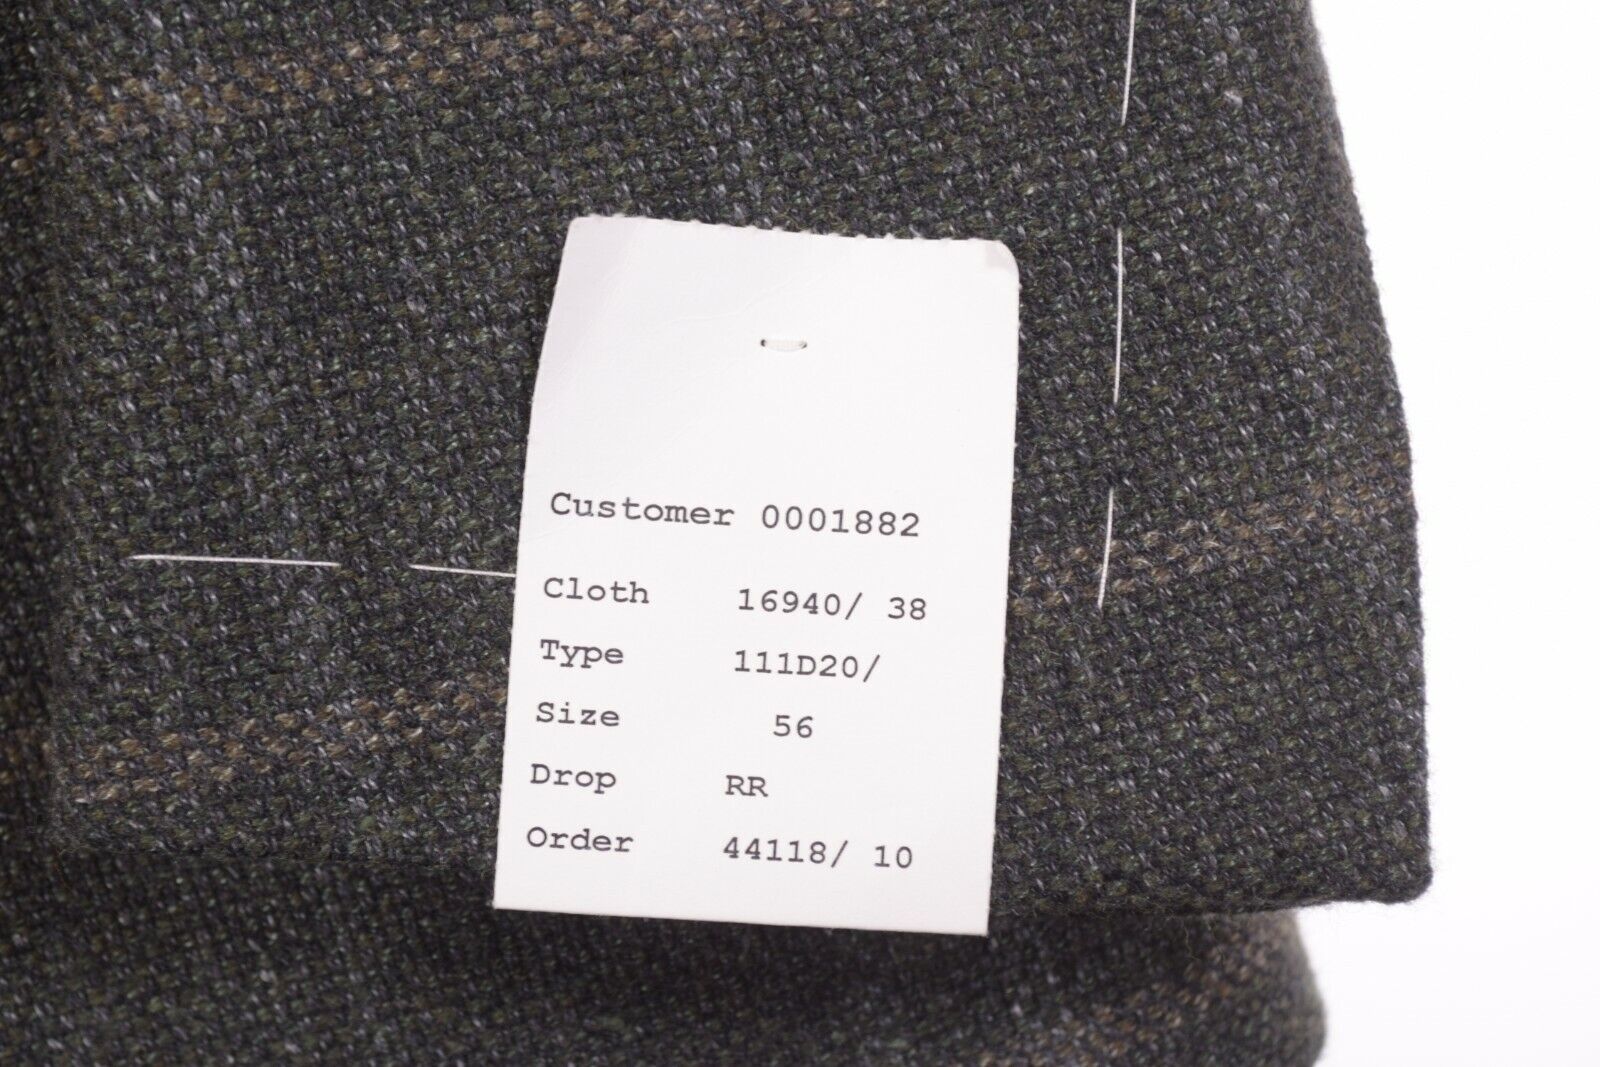 Customer 0001882
Cloth 16940/ 38
Type 111D20/
Size 56
Drop RR
Order 44118/ 10